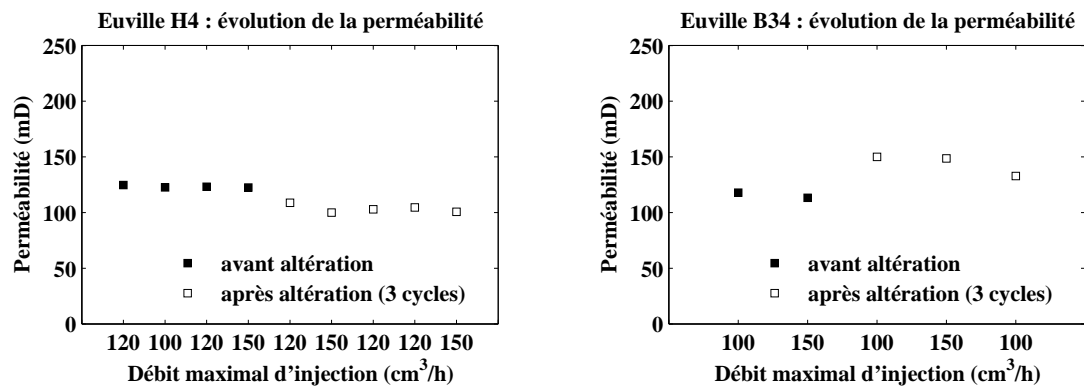 Euville H4 : évolution de la perméabilité
250
200
150
100
50
0
Perméabilité (mD)
avant altération
après altération (3 cycles)
120 100 120 150 120 150 120 120 150
Débit maximal d'injection (cm³/h)
Euville B34 : évolution de la perméabilité
250
200
150
100
50
0
Perméabilité (mD)
avant altération
après altération (3 cycles)
100 150 100 150 100
Débit maximal d'injection (cm³/h)